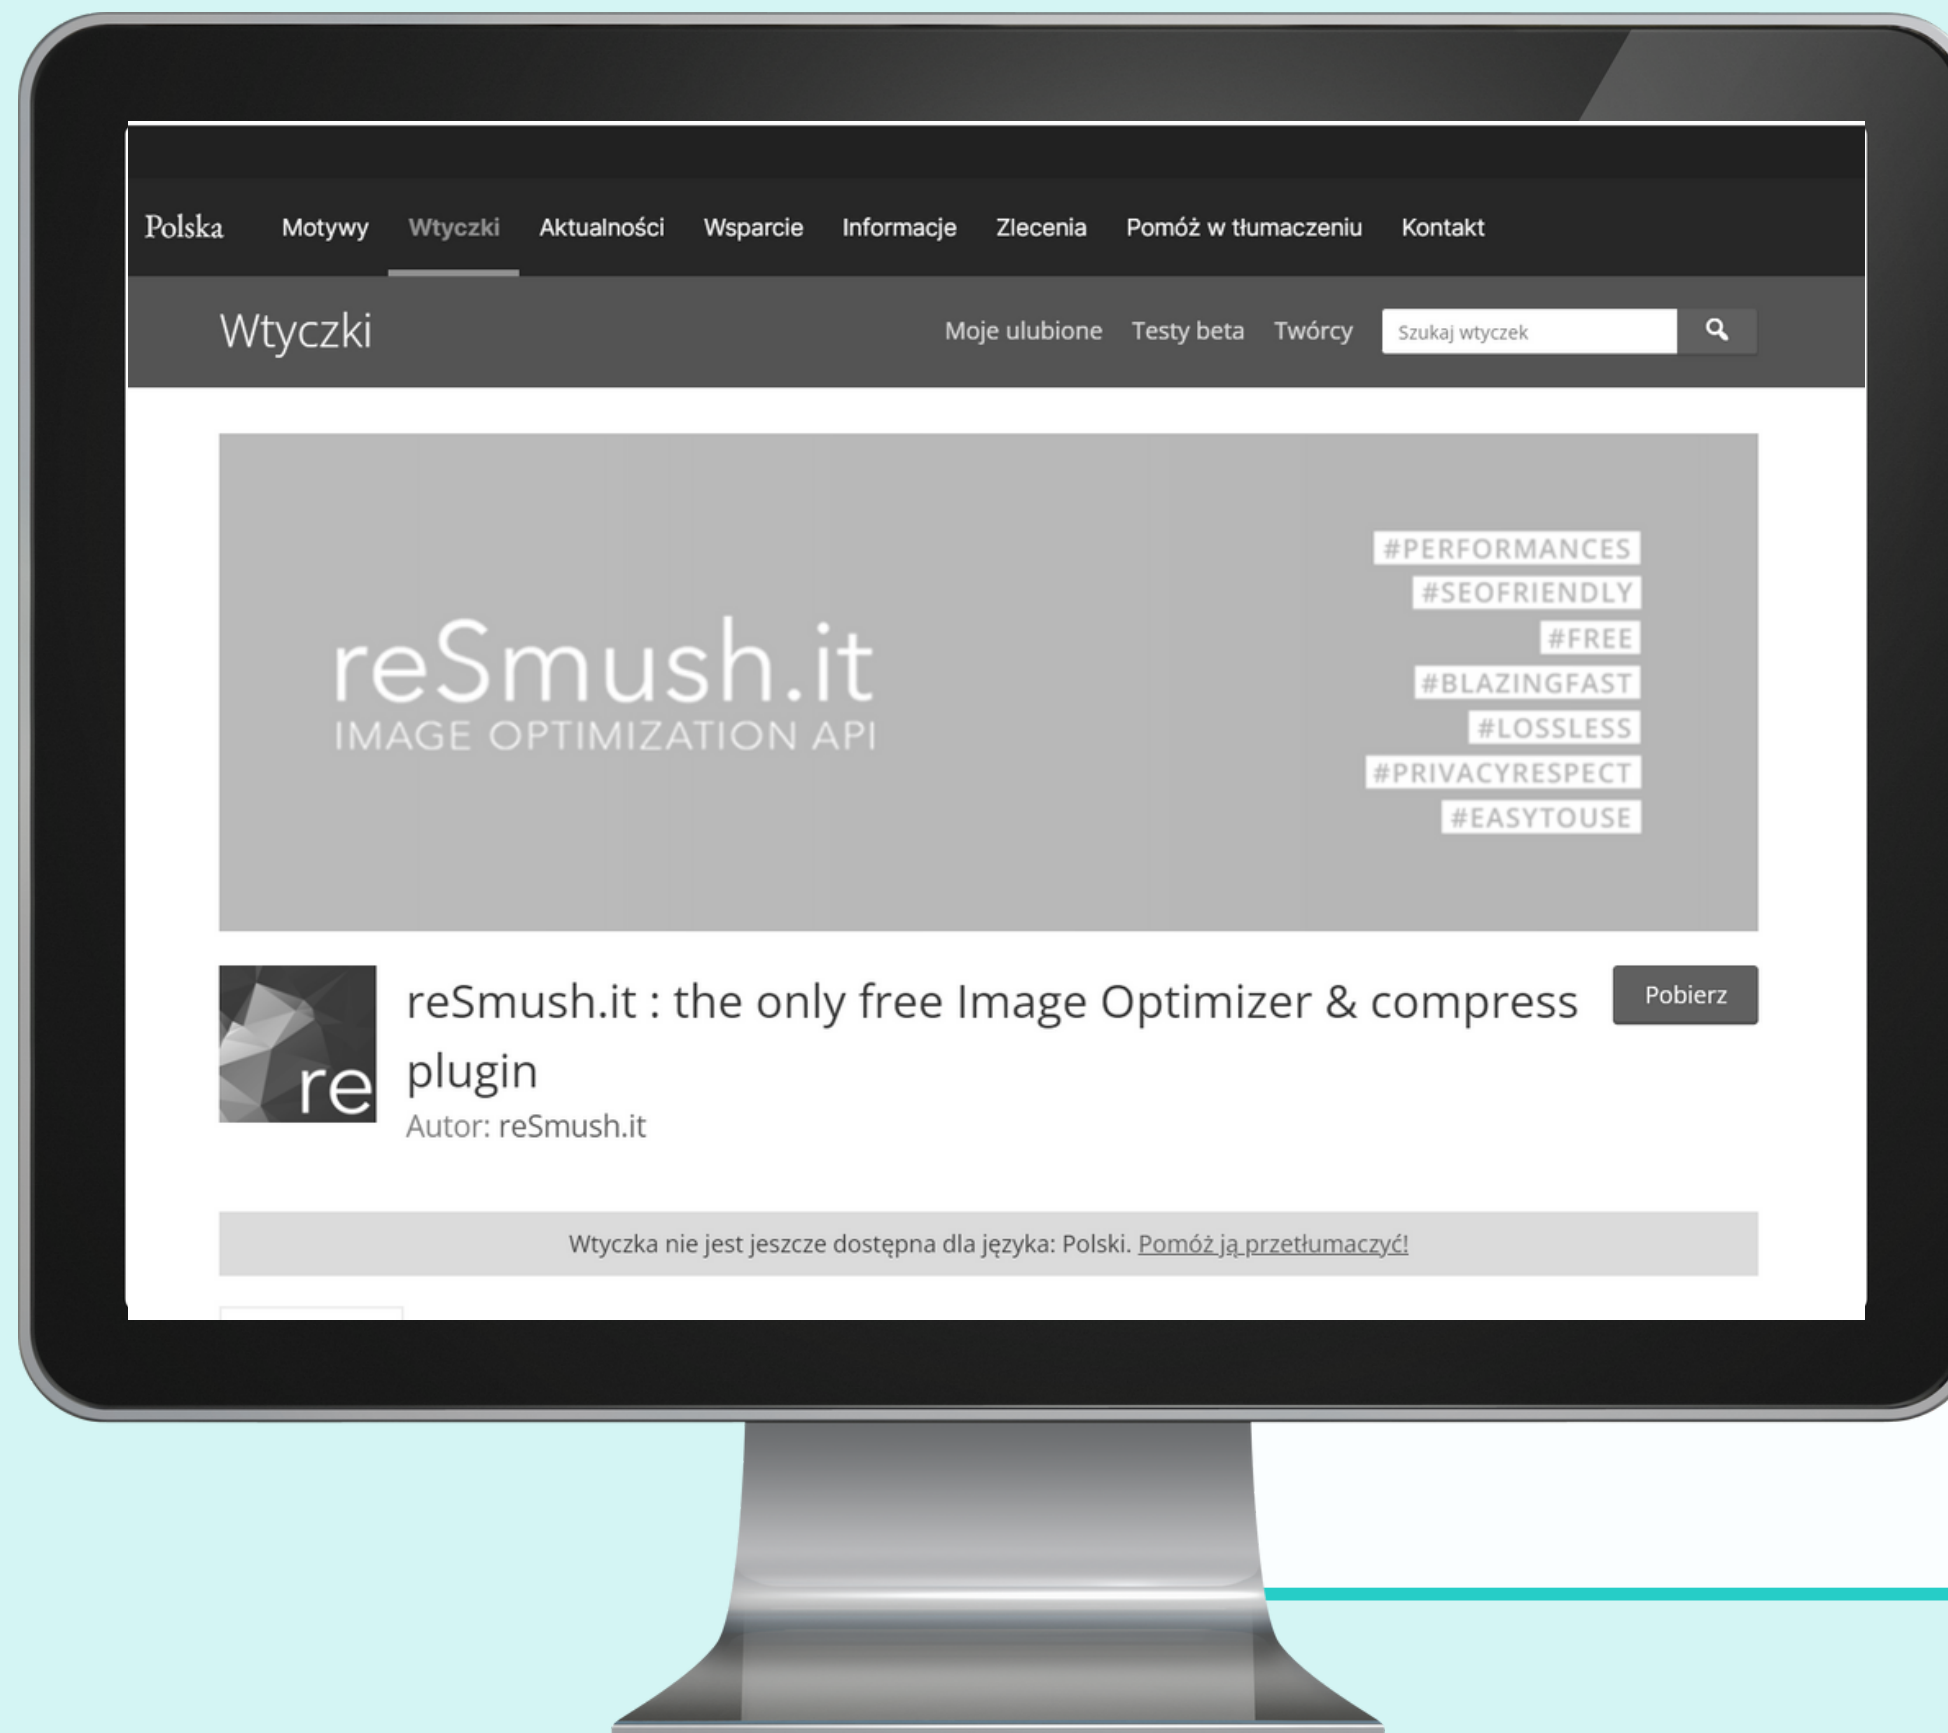 Polska Motywy Wtyczki Aktualności Wsparcie Informacje Zlecenia Pomóż w tłumaczeniu Kontakt
Wtyczki Moje ulubione Testy beta Twórcy Szukaj wtyczek
#PERFORMANCES
#SEOFRIENDLY
#FREE
#BLAZINGFAST
#LOSSLESS
#PRIVACYRESPECT
#EASYTOUSE
reSmush.it
IMAGE OPTIMIZATION API
re
reSmush.it : the only free Image Optimizer & compress
plugin
Pobierz
Autor: reSmush.it
Wtyczka nie jest jeszcze dostępna dla języka: Polski. Pomóż ją przetłumaczyć!